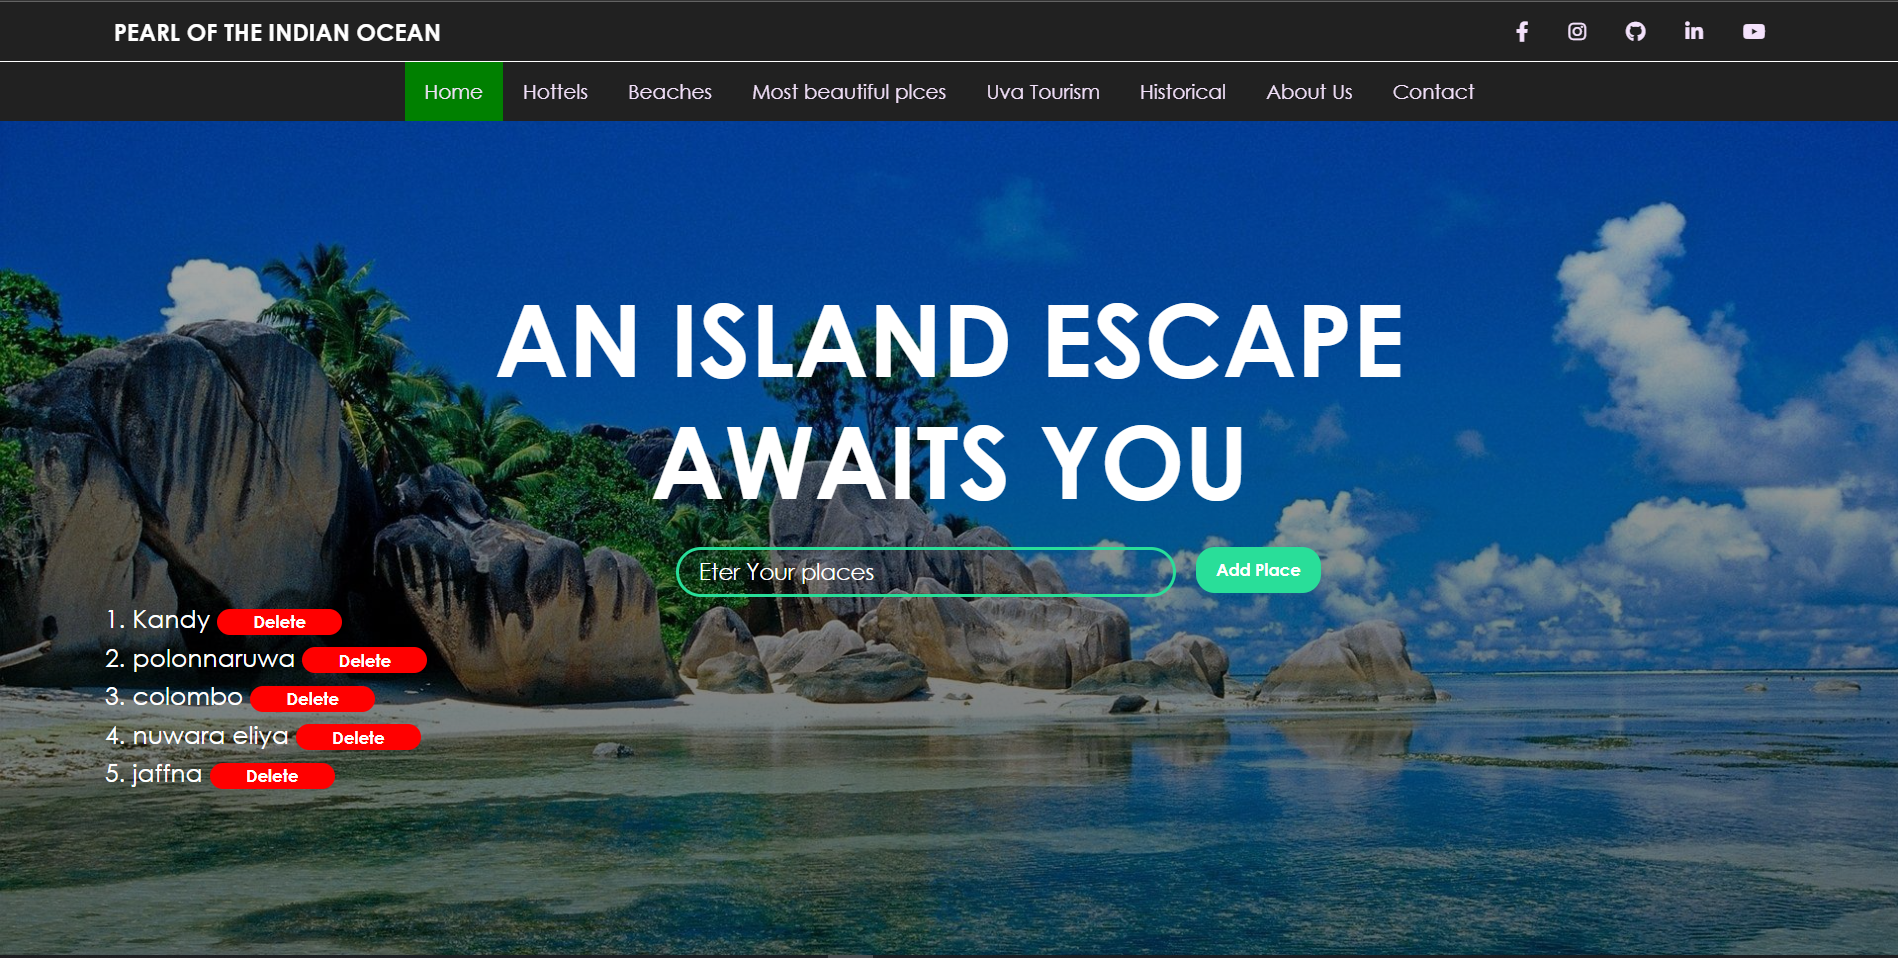 PEARL OF THE INDIAN OCEAN
Home Hottels Beaches Most beautiful plces Uva Tourism Historical About Us Contact
AN ISLAND ESCAPE
AWAITS YOU
Eter Your places Add Place
1. Kandy Delete
2. polonnaruwa Delete
3. colombo Delete
4. nuwara eliya Delete
5. jaffna Delete